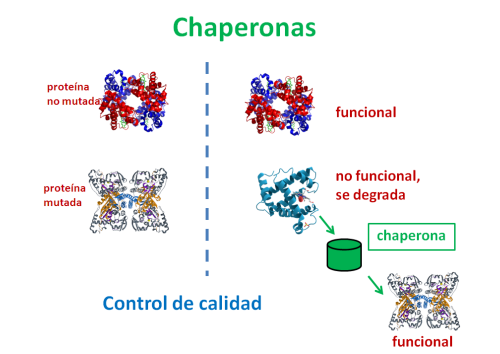 Chaperonas
proteína
no mutada
funcional
proteína
mutada
no funcional,
se degrada
chaperona
Control de calidad
funcional